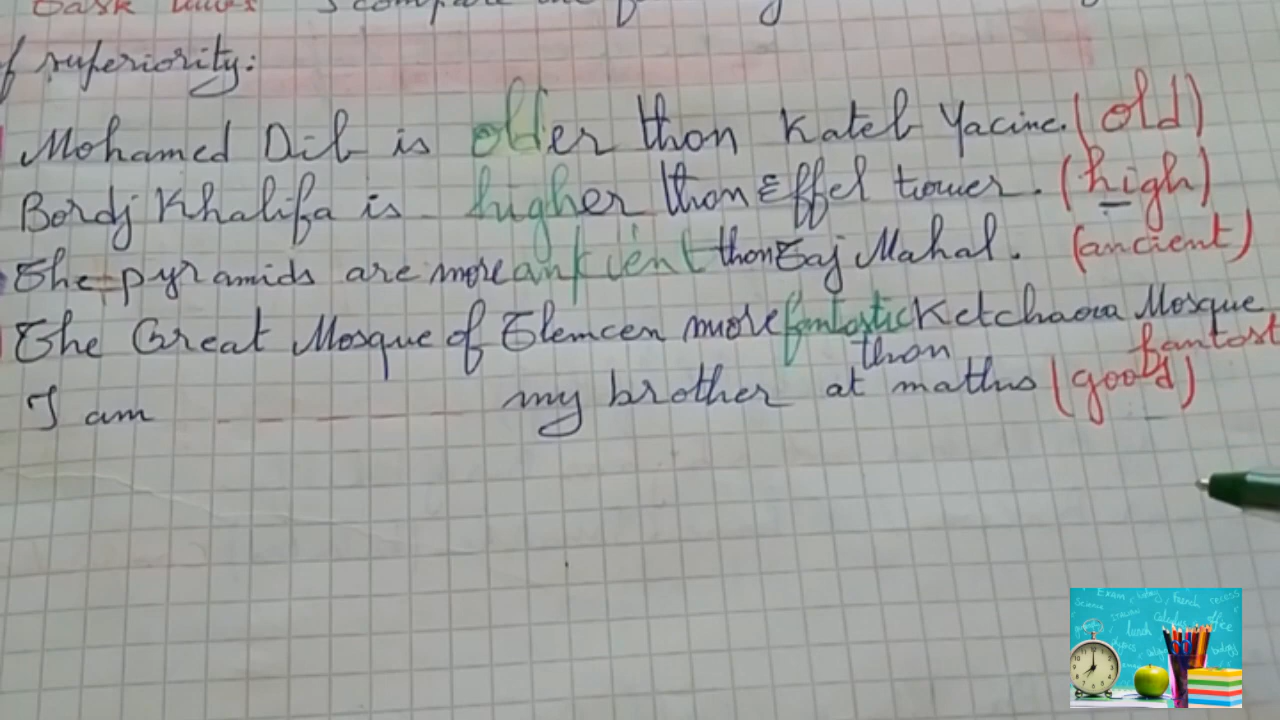 Task
of superiority:
Mohamed Dib is older than Kateb Yacine. (old)
Bordj Khalifa is higher than Effel tower. (high)
The pyramids are more ancient than Taj Mahal. (ancient)
The Great Mosque of Tlemcen more fantastic Ketchaoua Mosque
than fantast
I am _ _ _ _ _ my brother at maths (good)